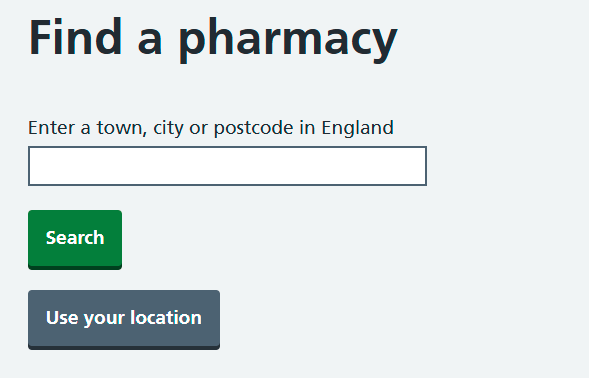 Find a pharmacy
Enter a town, city or postcode in England
Search
Use your location